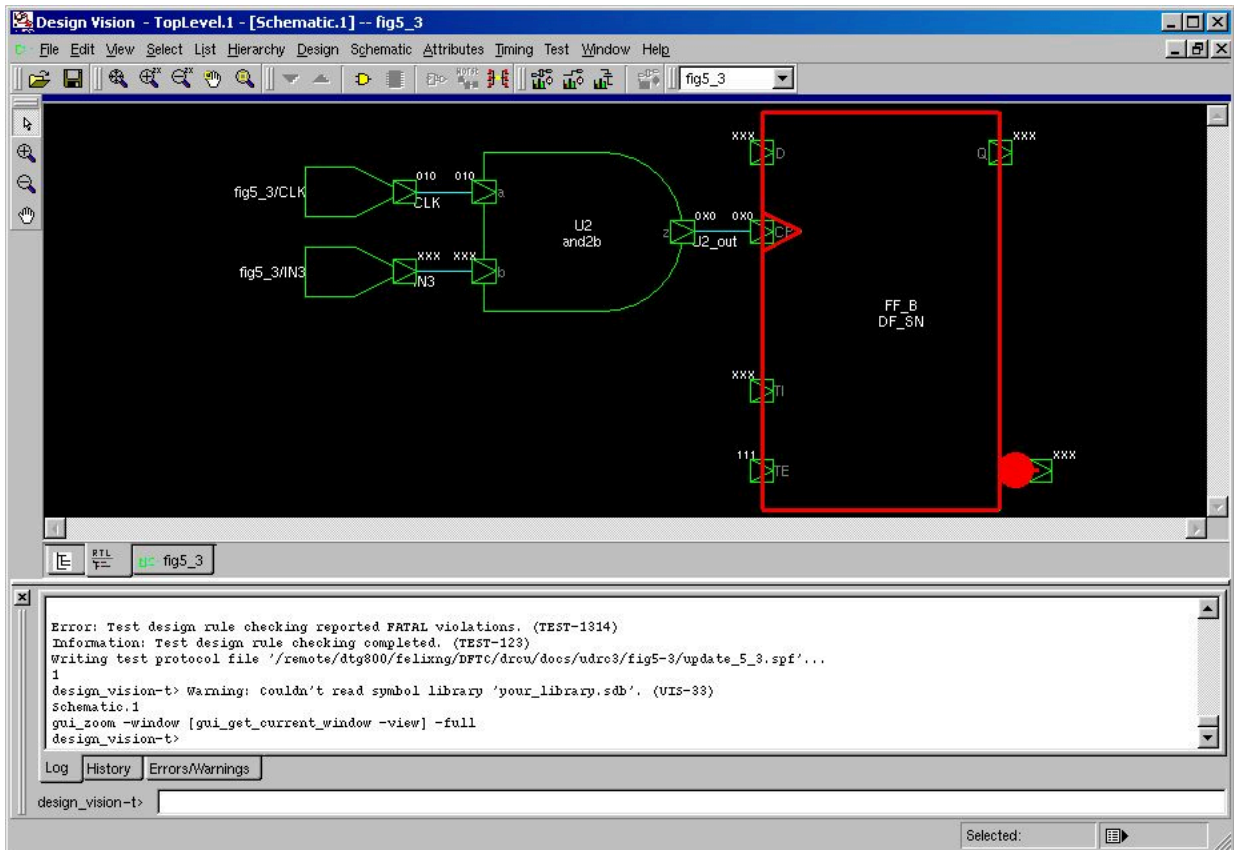 Design Vision - TopLevel.1 - [Schematic.1] -- fig5_3
File Edit View Select List Hierarchy Design Schematic Attributes Timing Test Window Help
fig5_3
XXX
XXX
D
Q
010 010
fig5_3/CLK
a
CLK
U2
and2b
0X0 0X0
z
CP
U2_out
XXX XXX
fig5_3/IN3
b
IN3
FF_B
DF_SN
XXX
TI
111
XXX
TE
RTL
fig5_3
Error: Test design rule checking reported FATAL violations. (TEST-1314)
Information: Test design rule checking completed. (TEST-123)
Writing test protocol file '/remote/dtg800/felixng/DFTC/drcu/docs/udrc3/fig5-3/update_5_3.spf'...
1
design_vision-t> Warning: Couldn't read symbol library 'your_library.sdb'. (UIS-33)
Schematic.1
gui_zoom -window [gui_get_current_window -view] -full
design_vision-t>
Log History Errors/Warnings
design_vision-t>
Selected: